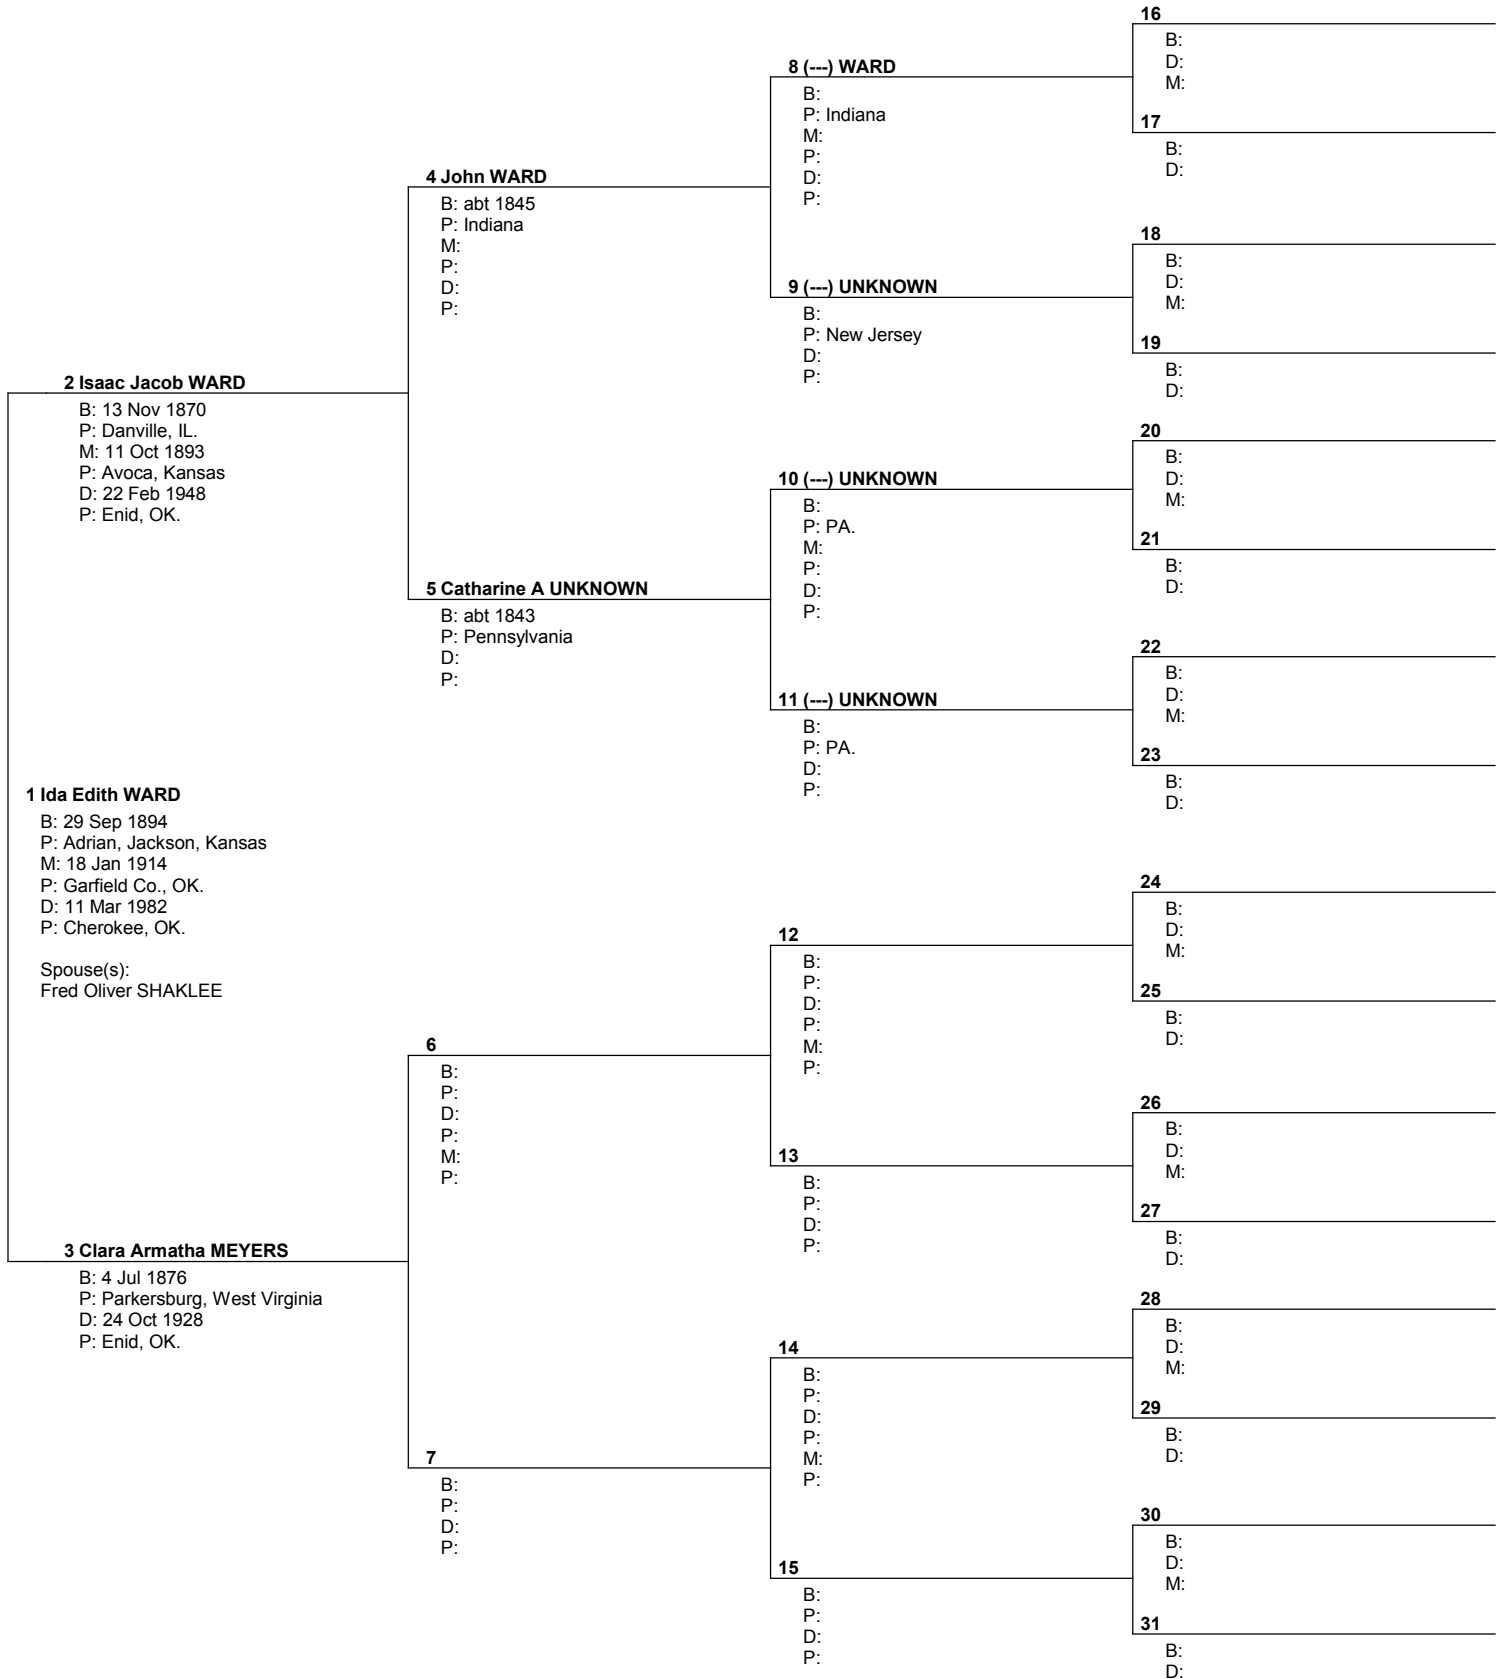 1 Ida Edith WARD
B: 29 Sep 1894
P: Adrian, Jackson, Kansas
M: 18 Jan 1914
P: Garfield Co., OK.
D: 11 Mar 1982
P: Cherokee, OK.
Spouse(s):
Fred Oliver SHAKLEE
2 Isaac Jacob WARD
B: 13 Nov 1870
P: Danville, IL.
M: 11 Oct 1893
P: Avoca, Kansas
D: 22 Feb 1948
P: Enid, OK.
3 Clara Armatha MEYERS
B: 4 Jul 1876
P: Parkersburg, West Virginia
D: 24 Oct 1928
P: Enid, OK.
4 John WARD
B: abt 1845
P: Indiana
M:
P:
D:
P:
5 Catharine A UNKNOWN
B: abt 1843
P: Pennsylvania
D:
P:
6
B:
P:
D:
P:
M:
P:
7
B:
P:
D:
P:
8 (---) WARD
B:
P: Indiana
M:
P:
D:
P:
9 (---) UNKNOWN
B:
P: New Jersey
D:
P:
10 (---) UNKNOWN
B:
P: PA.
M:
P:
D:
P:
11 (---) UNKNOWN
B:
P: PA.
D:
P:
12
B:
P:
D:
P:
M:
P:
13
B:
P:
D:
P:
14
B:
P:
D:
P:
M:
P:
15
B:
P:
D:
P:
16
B:
D:
M:
17
B:
D:
18
B:
D:
M:
19
B:
D:
20
B:
D:
M:
21
B:
D:
22
B:
D:
M:
23
B:
D:
24
B:
D:
M:
25
B:
D:
26
B:
D:
M:
27
B:
D:
28
B:
D:
M:
29
B:
D:
30
B:
D:
M:
31
B:
D: